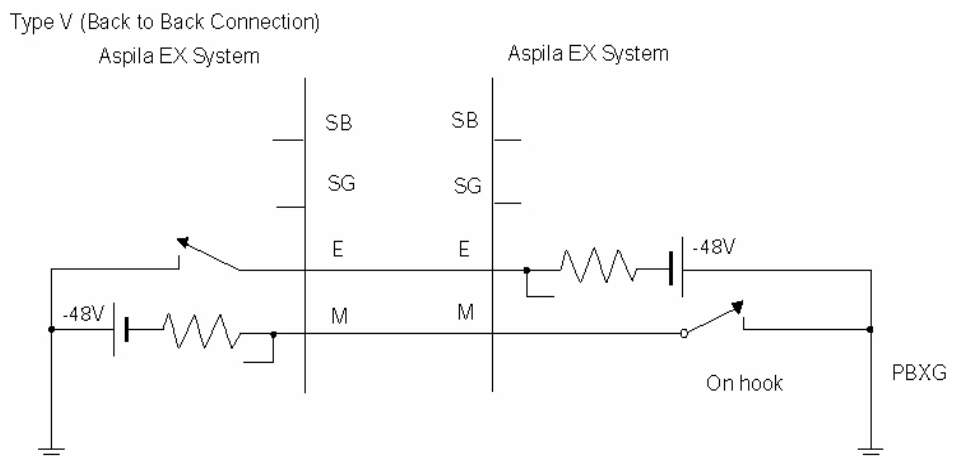 Type V (Back to Back Connection)
Aspila EX System
Aspila EX System
SB
SB
SG
SG
E
E
-48V
-48V
M
M
On hook
PBXG